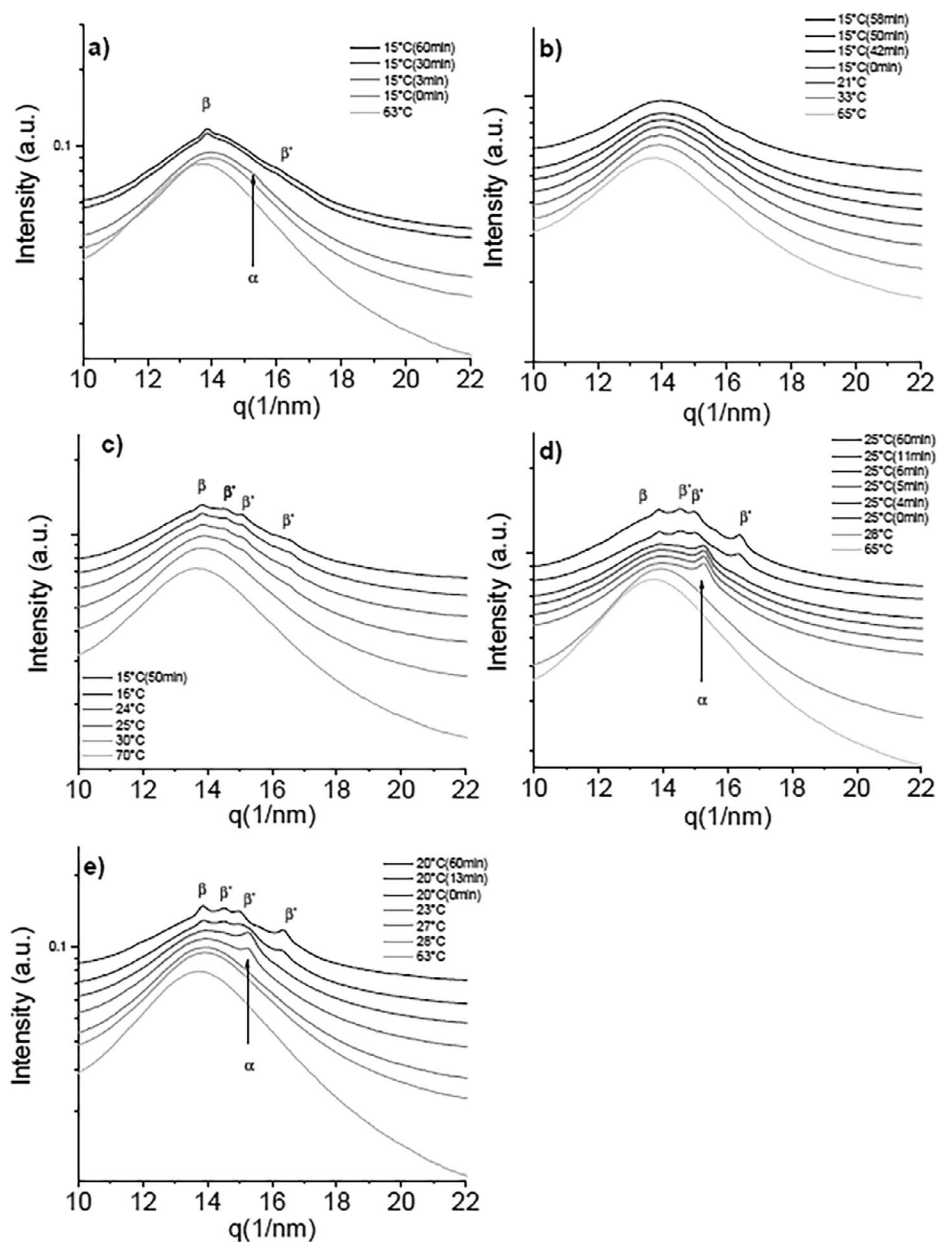 a)
15°C(60min)
15°C(30min)
15°C(3min)
15°C(0min)
63°C
β
β'
α
0.1
Intensity (a.u.)
10 12 14 16 18 20 22
q(1/nm)
b)
15°C(58min)
15°C(50min)
15°C(42min)
15°C(0min)
21°C
33°C
65°C
Intensity (a.u.)
10 12 14 16 18 20 22
q(1/nm)
c)
β β' β' β'
15°C(50min)
16°C
24°C
25°C
30°C
70°C
Intensity (a.u.)
10 12 14 16 18 20 22
q(1/nm)
d)
25°C(60min)
25°C(11min)
25°C(6min)
25°C(5min)
25°C(4min)
25°C(0min)
28°C
65°C
β β' β' β'
α
Intensity (a.u.)
10 12 14 16 18 20 22
q(1/nm)
e)
20°C(60min)
20°C(13min)
20°C(0min)
23°C
27°C
28°C
63°C
β β' β' β'
α
0.1
Intensity (a.u.)
10 12 14 16 18 20 22
q(1/nm)